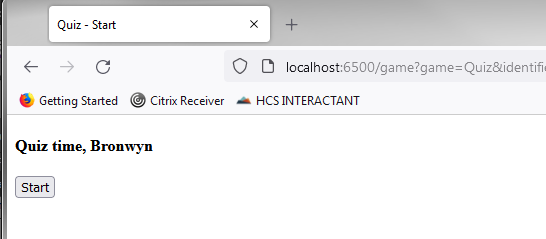 Quiz - Start
localhost:6500/game?game=Quiz&identifi
Getting Started Citrix Receiver HCS INTERACTANT
Quiz time, Bronwyn
Start